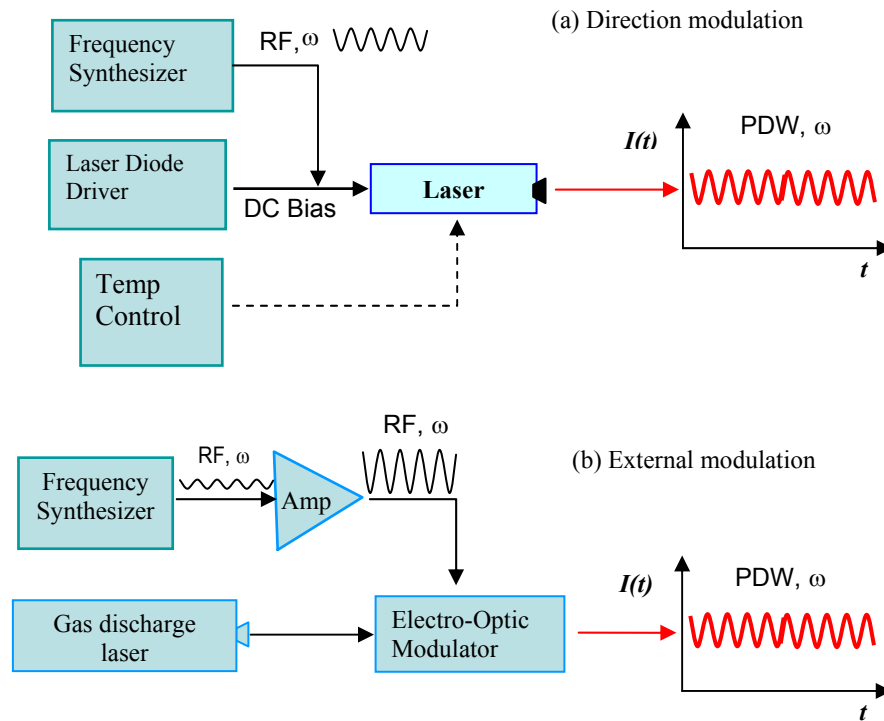 (a) Direction modulation
Frequency
Synthesizer
RF, ω
Laser Diode
Driver
DC Bias
Laser
I(t)
PDW, ω
t
Temp
Control
(b) External modulation
Frequency
Synthesizer
RF, ω
Amp
RF, ω
Gas discharge
laser
Electro-Optic
Modulator
I(t)
PDW, ω
t